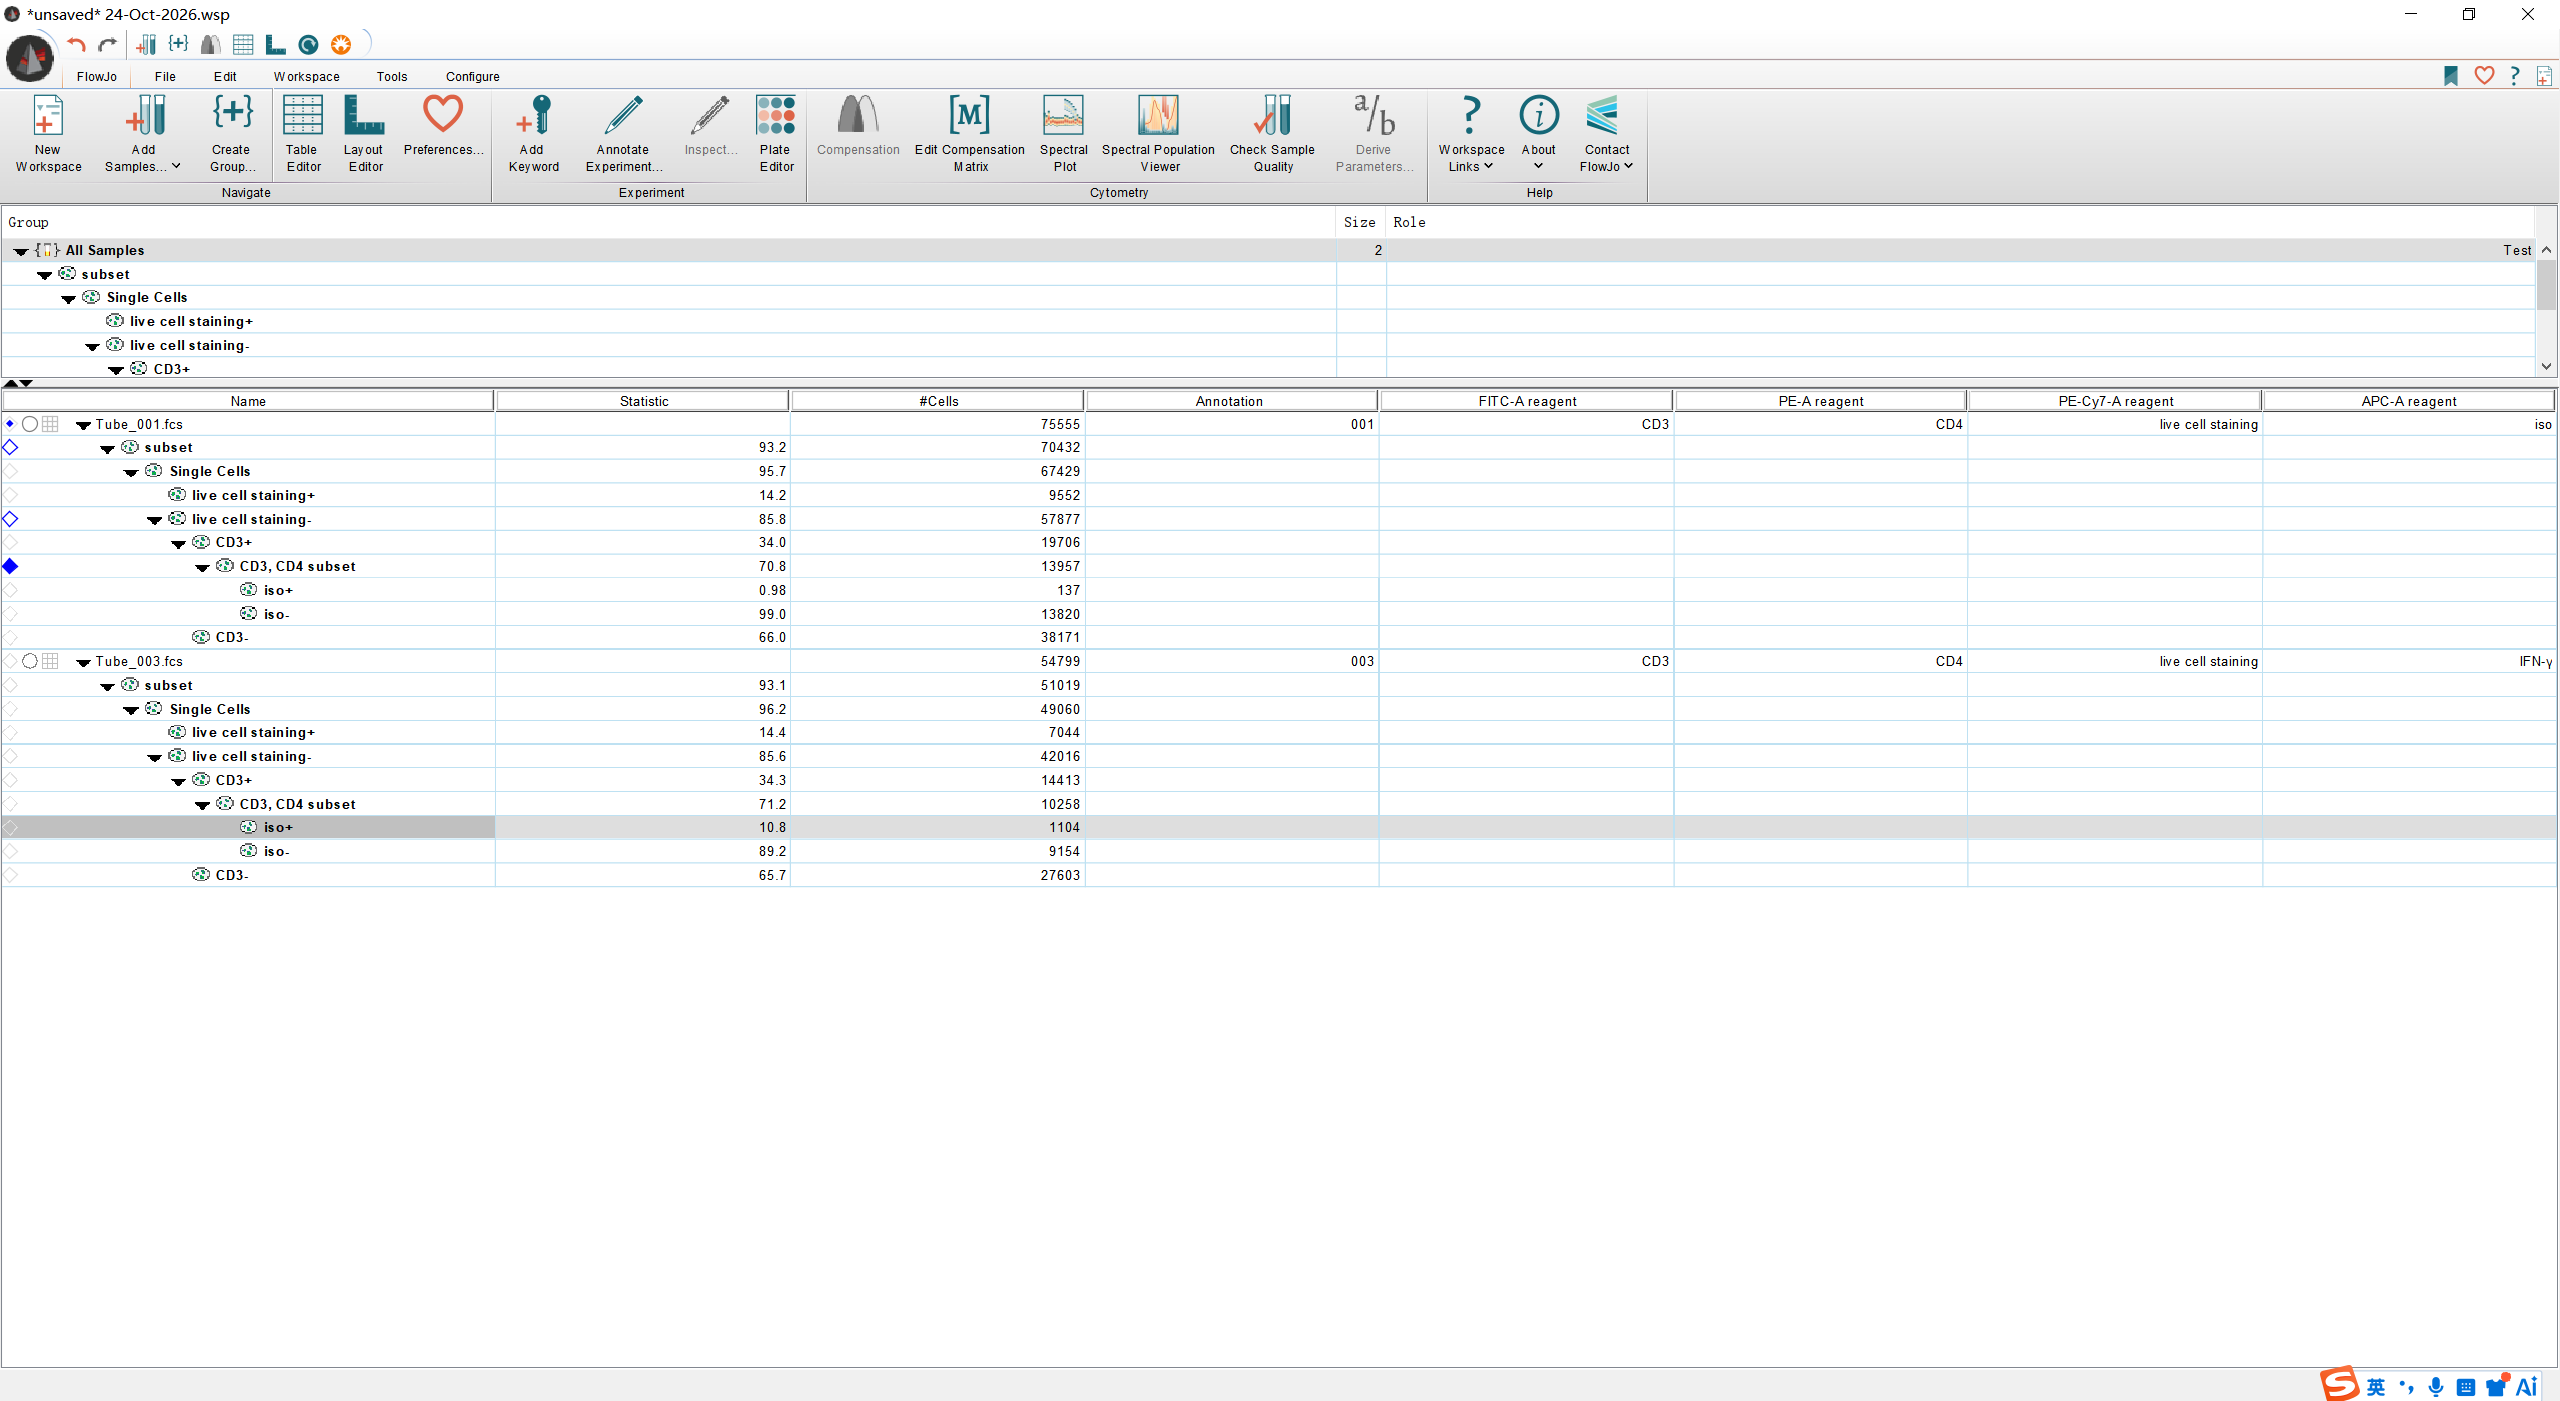 *unsaved* 24-Oct-2026.wsp
FlowJo File Edit Workspace Tools Configure
New Workspace
Add Samples...
Create Group...
Table Editor
Layout Editor
Preferences...
Add Keyword
Annotate Experiment...
Inspect...
Plate Editor
Compensation
Edit Compensation Matrix
Spectral Plot
Spectral Population Viewer
Check Sample Quality
Derive Parameters...
Workspace Links
About
Contact FlowJo
Navigate Experiment Cytometry Help
Group Size Role
All Samples 2 Test
subset
Single Cells
live cell staining+
live cell staining-
CD3+
Name Statistic #Cells Annotation FITC-A reagent PE-A reagent PE-Cy7-A reagent APC-A reagent
Tube_001.fcs 75555 001 CD3 CD4 live cell staining iso
subset 93.2 70432
Single Cells 95.7 67429
live cell staining+ 14.2 9552
live cell staining- 85.8 57877
CD3+ 34.0 19706
CD3, CD4 subset 70.8 13957
iso+ 0.98 137
iso- 99.0 13820
CD3- 66.0 38171
Tube_003.fcs 54799 003 CD3 CD4 live cell staining IFN-γ
subset 93.1 51019
Single Cells 96.2 49060
live cell staining+ 14.4 7044
live cell staining- 85.6 42016
CD3+ 34.3 14413
CD3, CD4 subset 71.2 10258
iso+ 10.8 1104
iso- 89.2 9154
CD3- 65.7 27603
英 Ai